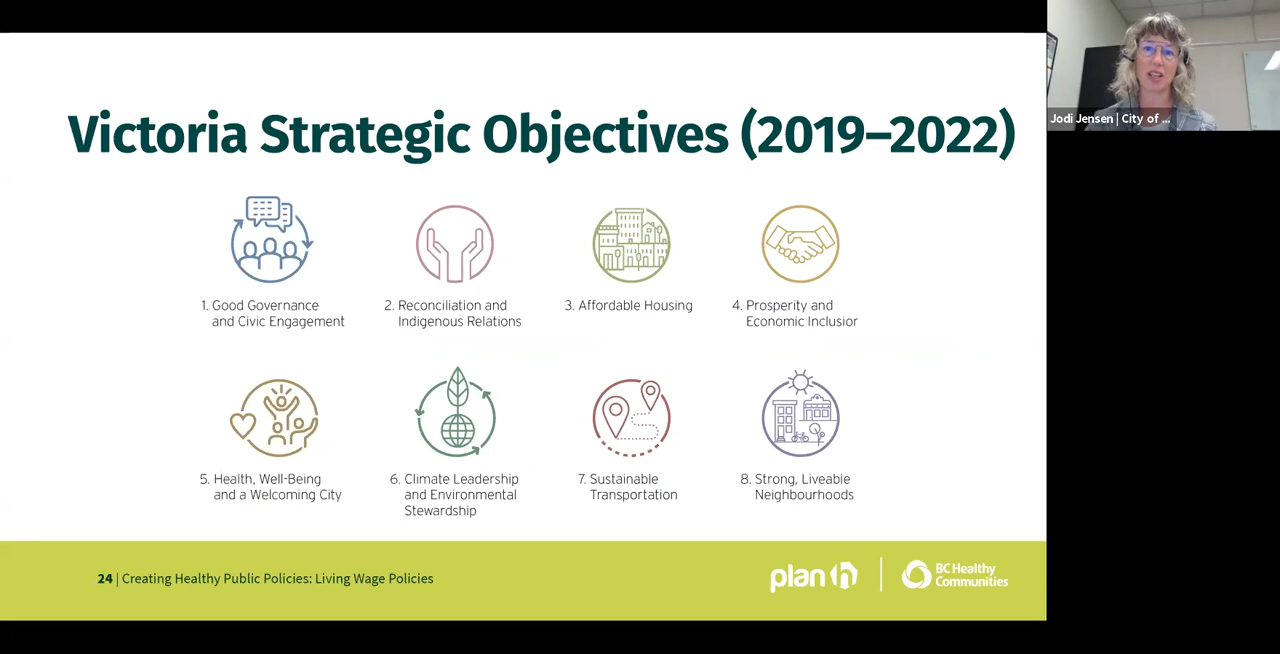 Victoria Strategic Objectives (2019–2022)
Jodi Jensen | City of ...
1. Good Governance
and Civic Engagement
2. Reconciliation and
Indigenous Relations
3. Affordable Housing
4. Prosperity and
Economic Inclusior
5. Health, Well-Being
and a Welcoming City
6. Climate Leadership
and Environmental
Stewardship
7. Sustainable
Transportation
8. Strong, Liveable
Neighbourhoods
24 | Creating Healthy Public Policies: Living Wage Policies
plan h
BC Healthy
Communities